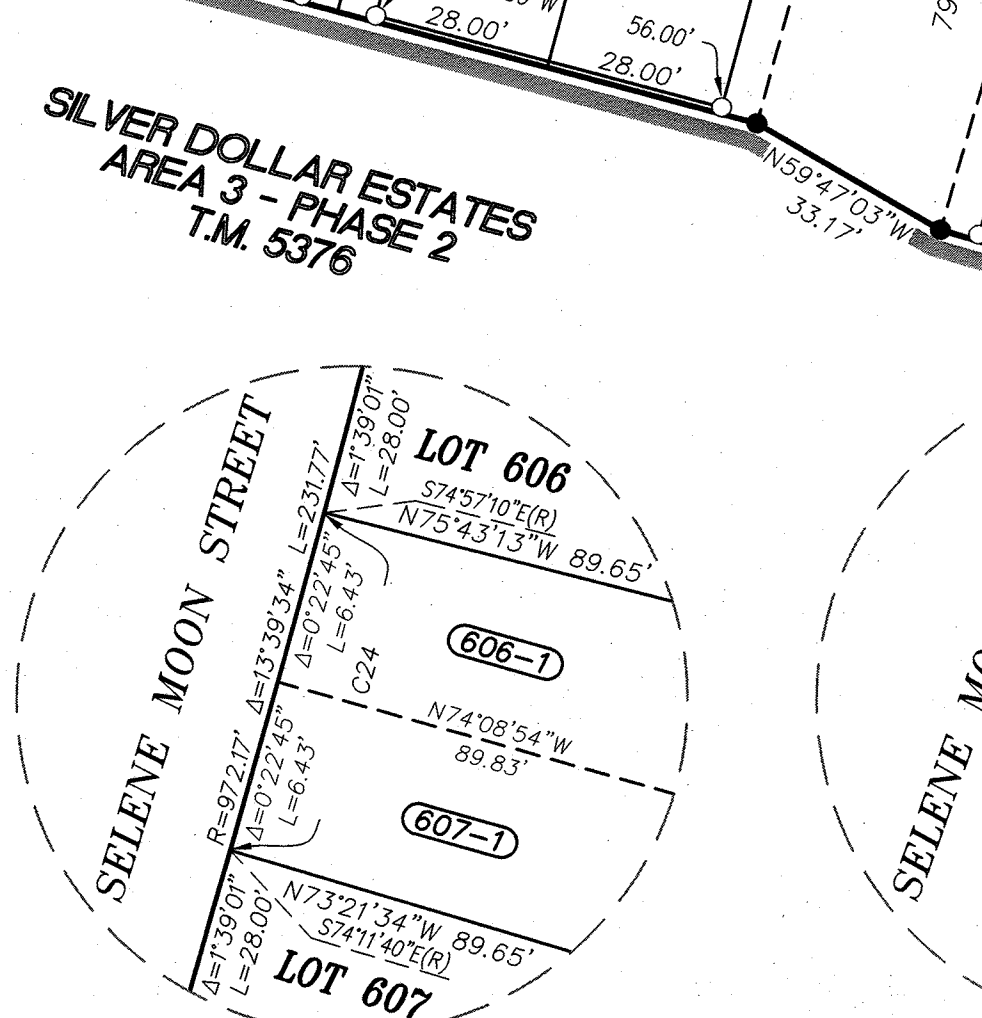 28.00'
56.00'
28.00'
79
SILVER DOLLAR ESTATES
AREA 3 - PHASE 2
T.M. 5376
N59°47'03"W
33.17'
SELENE MOON STREET
R=972.17' Δ=13°39'34" L=231.77'
Δ=1°39'01"
L=28.00'
LOT 606
S74°57'10"E(R)
N75°43'13"W 89.65'
Δ=0°22'45"
L=6.43'
C24
606-1
N74°08'54"W
89.83'
Δ=0°22'45"
L=6.43'
607-1
N73°21'34"W 89.65'
S74°11'40"E(R)
Δ=1°39'01"
L=28.00'
LOT 607
SELENE MO